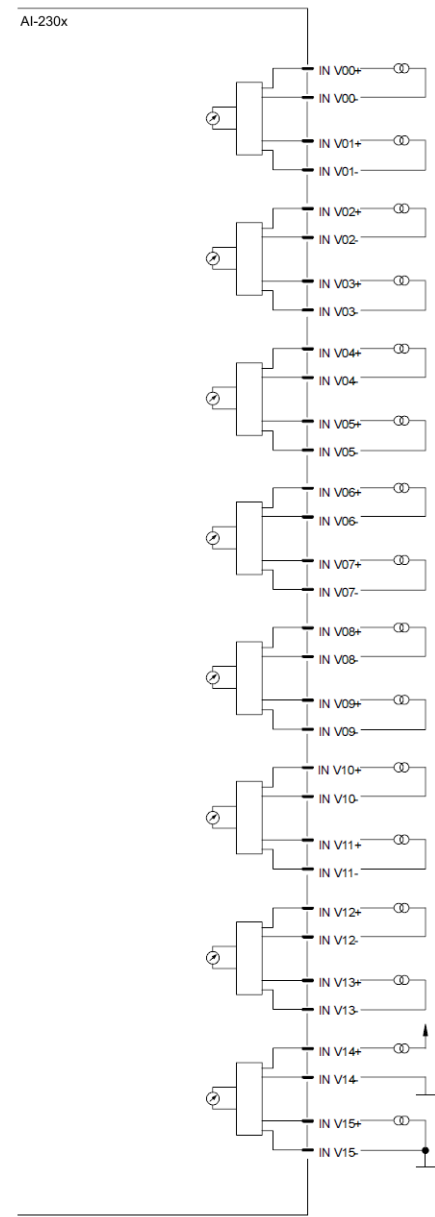 AI-230x
IN V00+
IN V00-
IN V01+
IN V01-
IN V02+
IN V02-
IN V03+
IN V03-
IN V04+
IN V04-
IN V05+
IN V05-
IN V06+
IN V06-
IN V07+
IN V07-
IN V08+
IN V08-
IN V09+
IN V09-
IN V10+
IN V10-
IN V11+
IN V11-
IN V12+
IN V12-
IN V13+
IN V13-
IN V14+
IN V14-
IN V15+
IN V15-